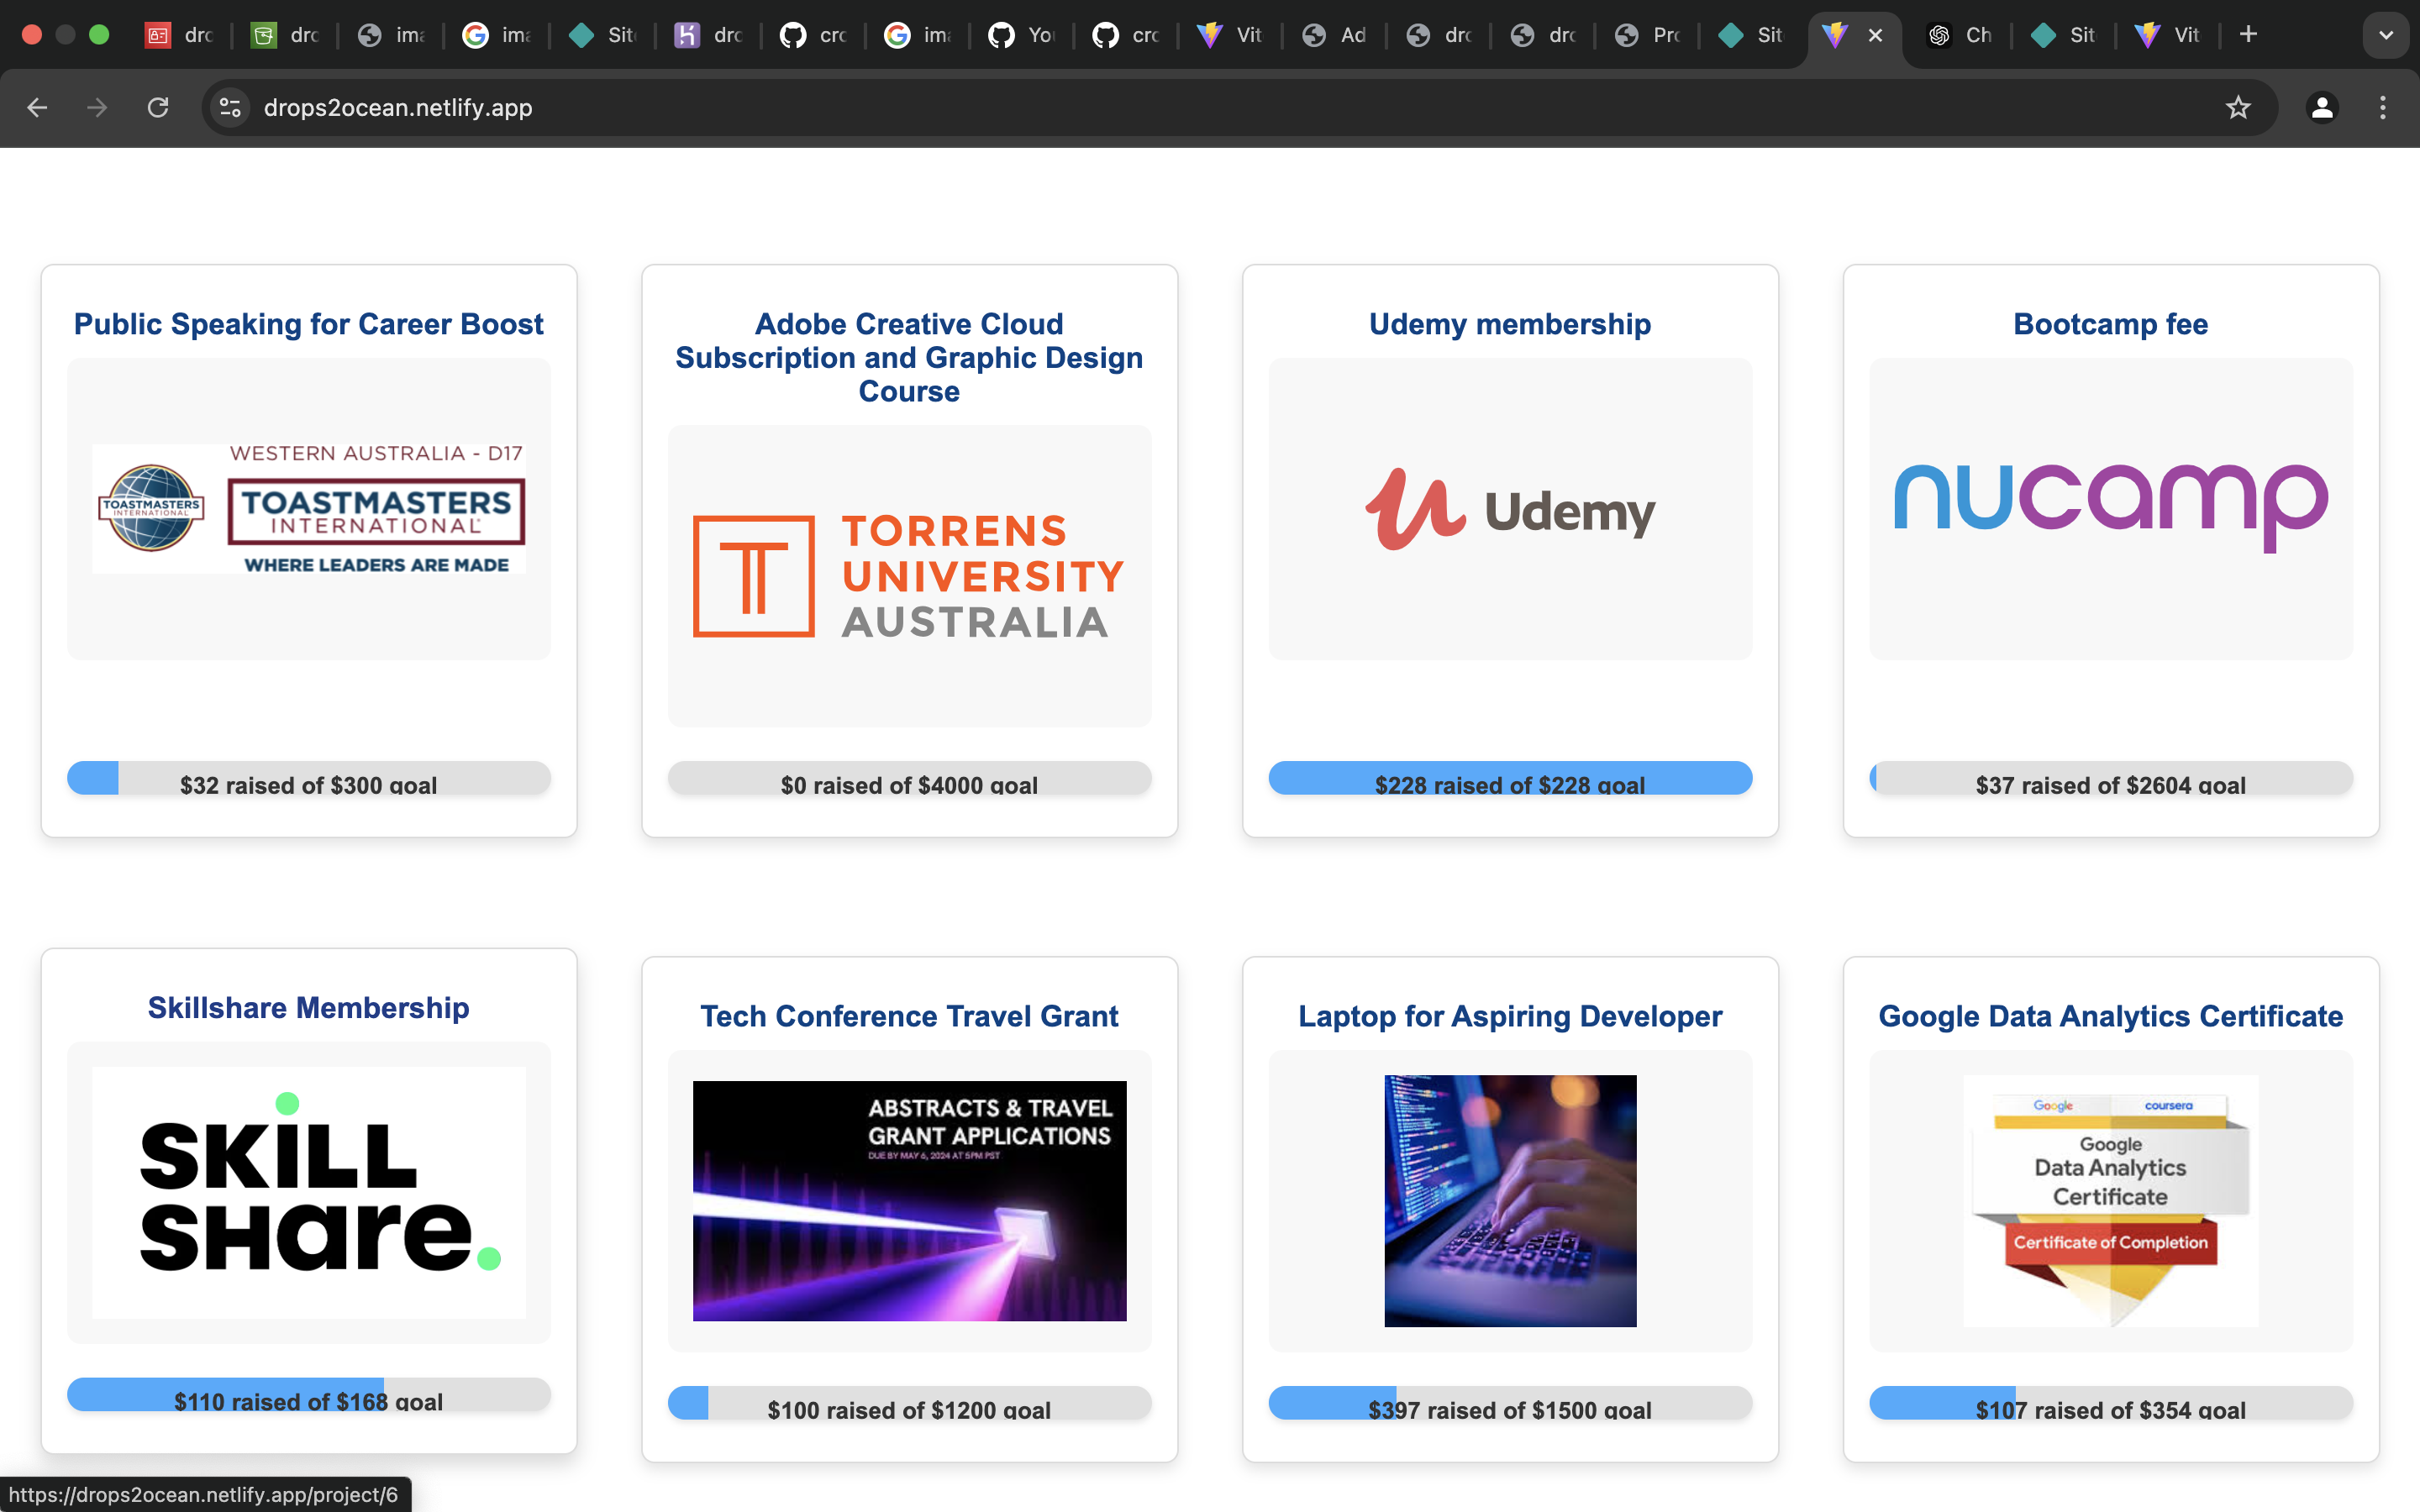 drc
drc
ima
ima
Sit
drc
crc
ima
You
crc
Vit
Ad
drc
drc
Pro
Sit
Ch
Sit
Vit
drops2ocean.netlify.app
Public Speaking for Career Boost
WESTERN AUSTRALIA - D17
TOASTMASTERS
INTERNATIONAL
TOASTMASTERS
INTERNATIONAL
WHERE LEADERS ARE MADE
$32 raised of $300 goal
Adobe Creative Cloud
Subscription and Graphic Design
Course
T
TORRENS
UNIVERSITY
AUSTRALIA
$0 raised of $4000 goal
Udemy membership
Udemy
$228 raised of $228 goal
Bootcamp fee
nucamp
$37 raised of $2604 goal
Skillshare Membership
SKiLL
SHare.
$110 raised of $168 goal
Tech Conference Travel Grant
ABSTRACTS & TRAVEL
GRANT APPLICATIONS
DUE BY MAY 6, 2024 AT 5PM PST
$100 raised of $1200 goal
Laptop for Aspiring Developer
$397 raised of $1500 goal
Google Data Analytics Certificate
Google coursera
Google
Data Analytics
Certificate
Certificate of Completion
$107 raised of $354 goal
https://drops2ocean.netlify.app/project/6